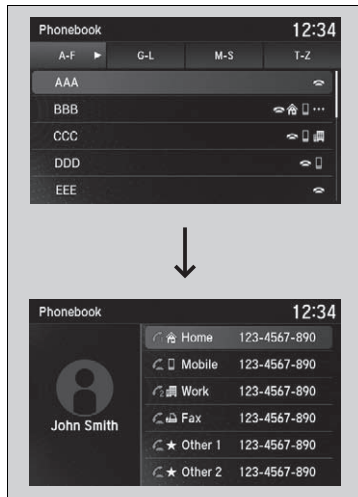 Phonebook 12:34
A-F G-L M-S T-Z
AAA
BBB
CCC
DDD
EEE
Phonebook 12:34
Home 123-4567-890
Mobile 123-4567-890
2 Work 123-4567-890
Fax 123-4567-890
John Smith
Other 1 123-4567-890
Other 2 123-4567-890